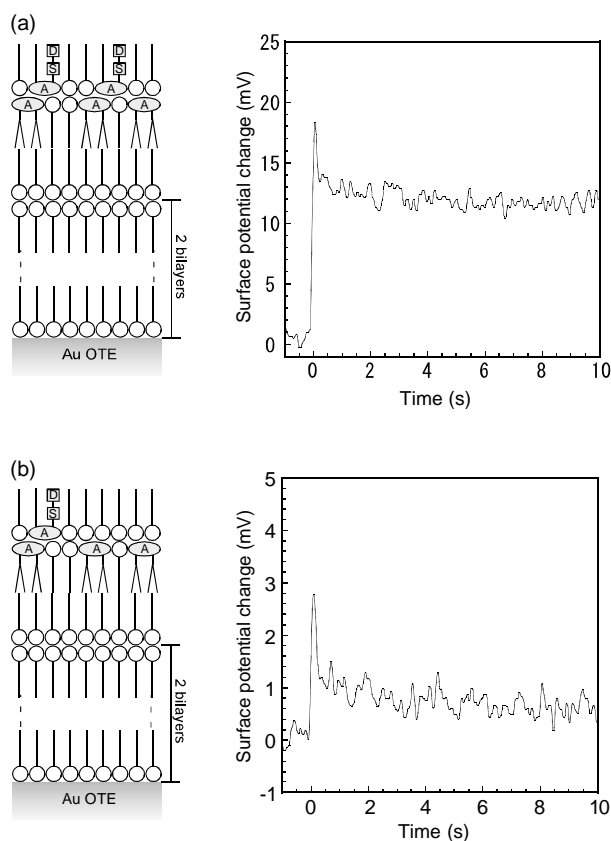 (a)
D D
S S
A A
A A A
2 bilayers
Au OTE
Surface potential change (mV)
25
20
15
10
5
0
0 2 4 6 8 10
Time (s)
(b)
D
S
A
A A A
2 bilayers
Au OTE
Surface potential change (mV)
5
4
3
2
1
0
-1
0 2 4 6 8 10
Time (s)